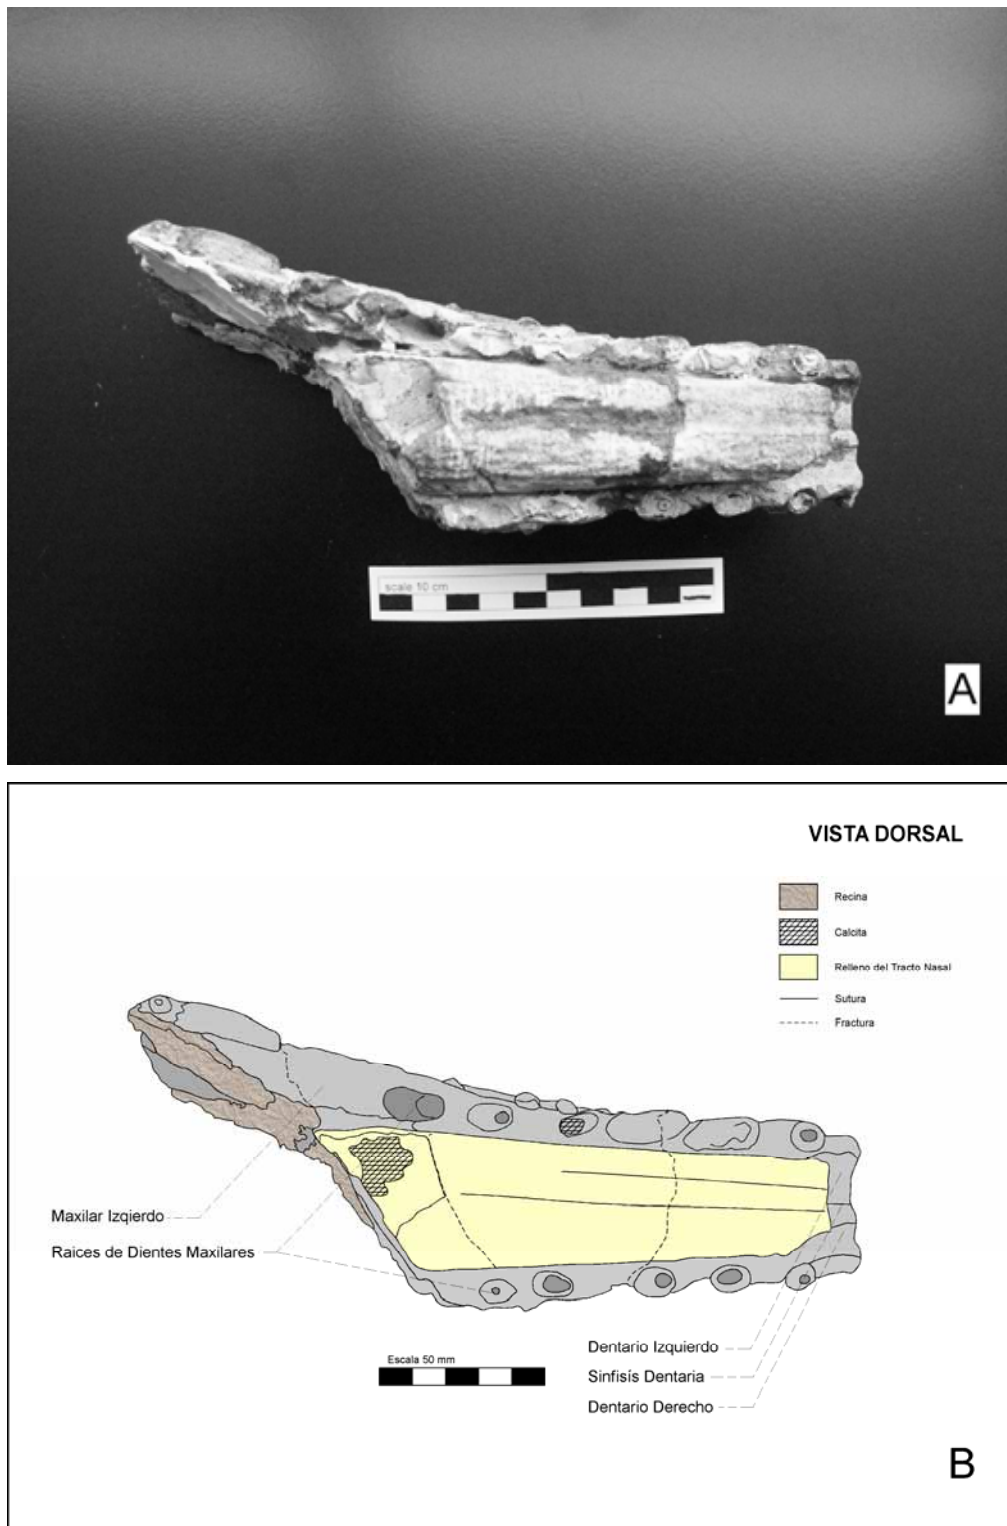 scale 10 cm
A
VISTA DORSAL
Recina
Calcita
Relleno del Tracto Nasal
Sutura
Fractura
Maxilar Izqierdo
Raices de Dientes Maxilares
Escala 50 mm
Dentario Izquierdo
Sinfisís Dentaria
Dentario Derecho
B